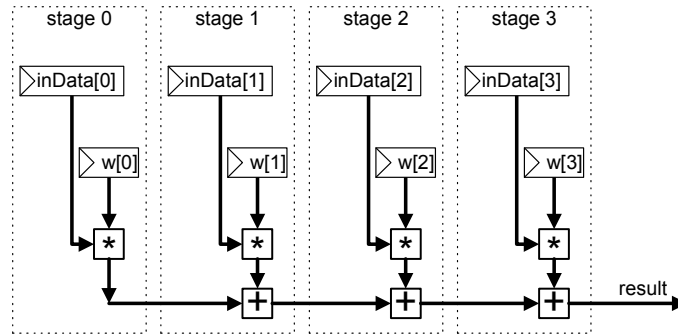 stage 0 stage 1 stage 2 stage 3
inData[0] inData[1] inData[2] inData[3]
w[0] w[1] w[2] w[3]
* * * *
result
+ + +